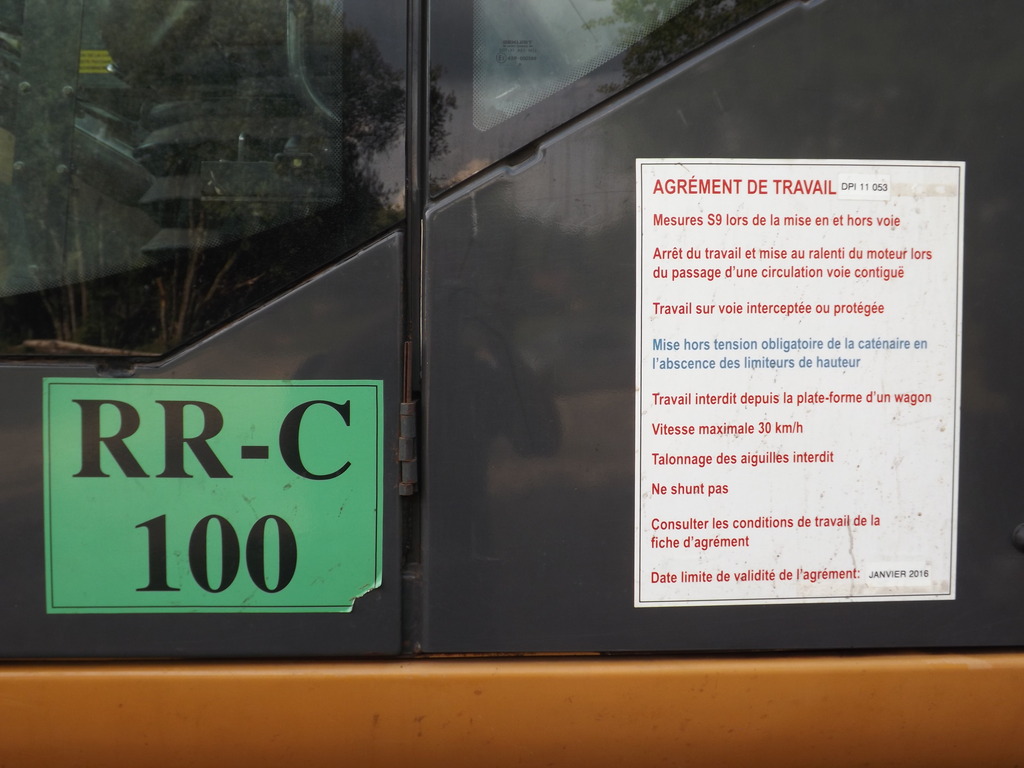 AGRÉMENT DE TRAVAIL DPI 11 053
Mesures S9 lors de la mise en et hors voie
Arrêt du travail et mise au ralenti du moteur lors
du passage d'une circulation voie contiguë
Travail sur voie interceptée ou protégée
Mise hors tension obligatoire de la caténaire en
l'abscence des limiteurs de hauteur
Travail interdit depuis la plate-forme d'un wagon
Vitesse maximale 30 km/h
Talonnage des aiguilles interdit
Ne shunt pas
Consulter les conditions de travail de la
fiche d'agrément
Date limite de validité de l'agrément: JANVIER 2016
RR-C
100